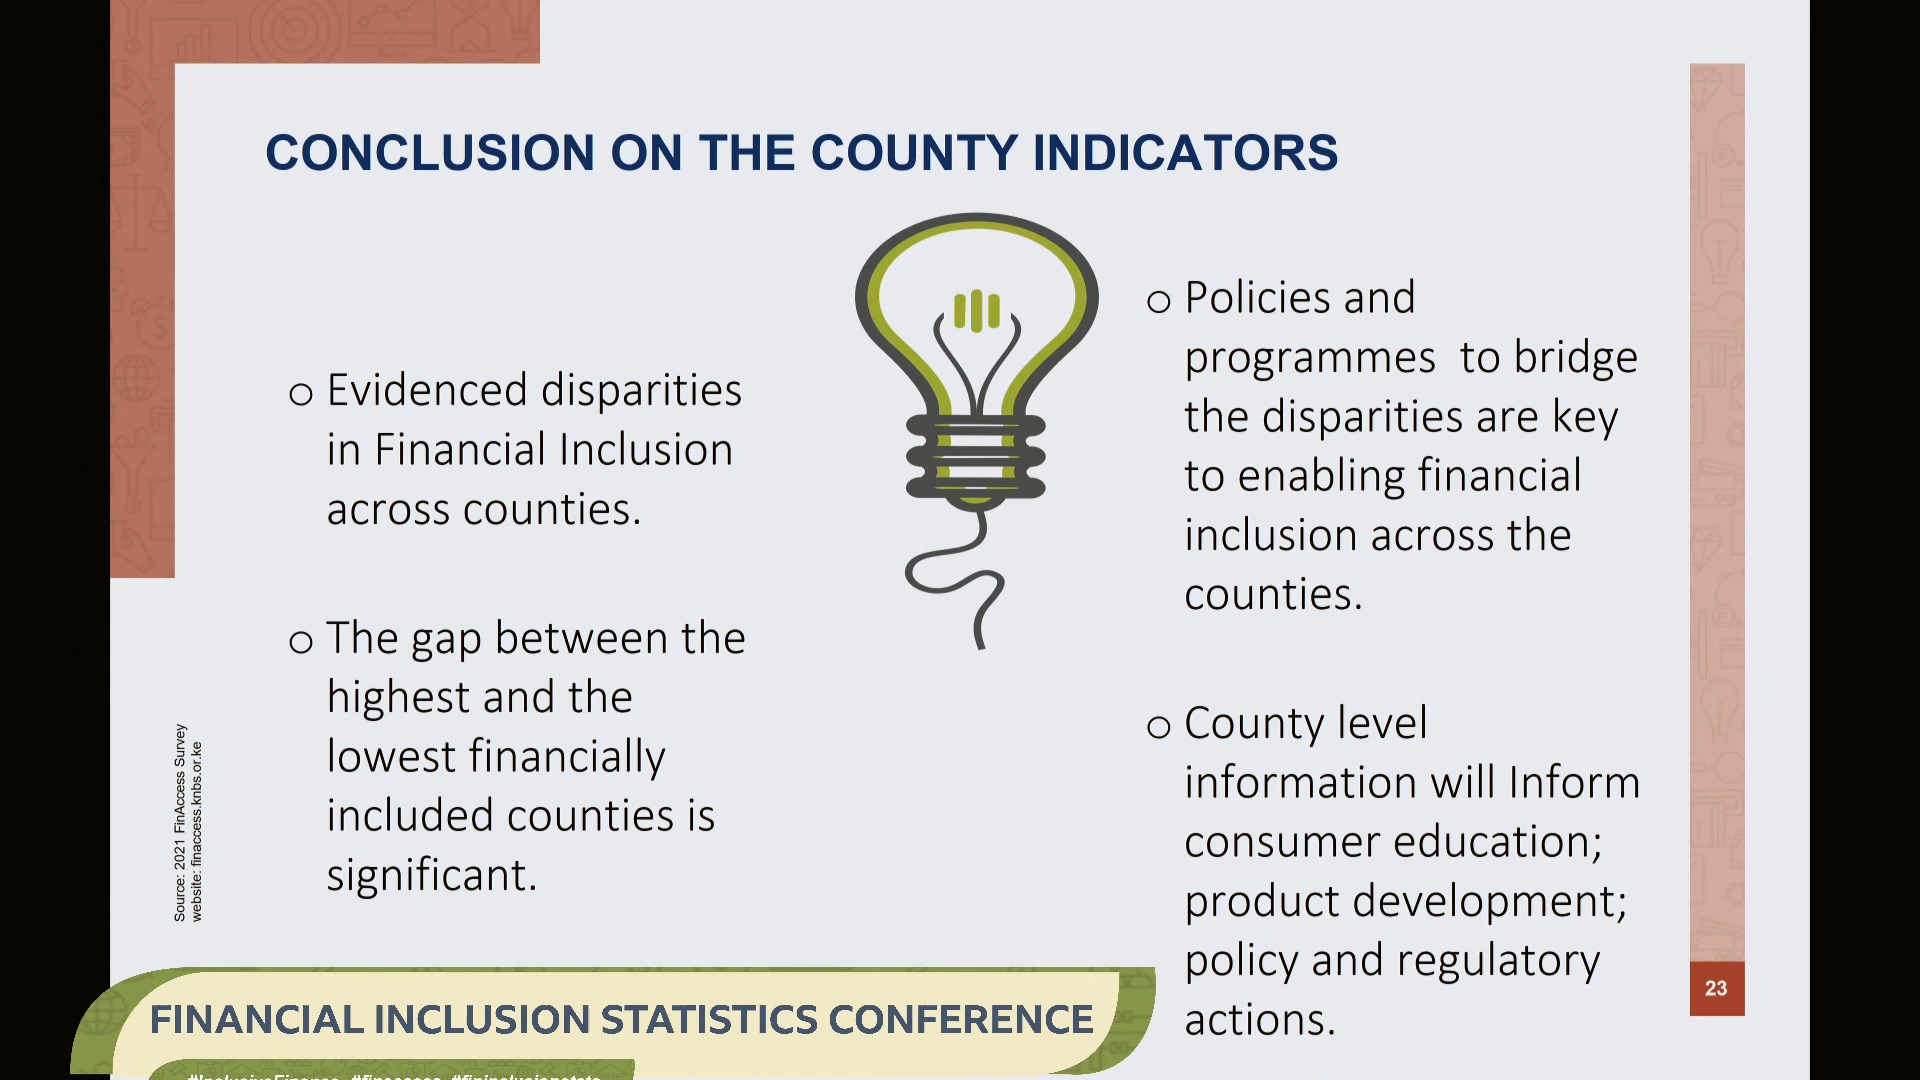 CONCLUSION ON THE COUNTY INDICATORS
o Evidenced disparities
in Financial Inclusion
across counties.
o The gap between the
highest and the
lowest financially
included counties is
significant.
o Policies and
programmes to bridge
the disparities are key
to enabling financial
inclusion across the
counties.
o County level
information will Inform
consumer education;
product development;
policy and regulatory
actions.
Source: 2021 FinAccess Survey
website: finaccess.knbs.or.ke
23
FINANCIAL INCLUSION STATISTICS CONFERENCE